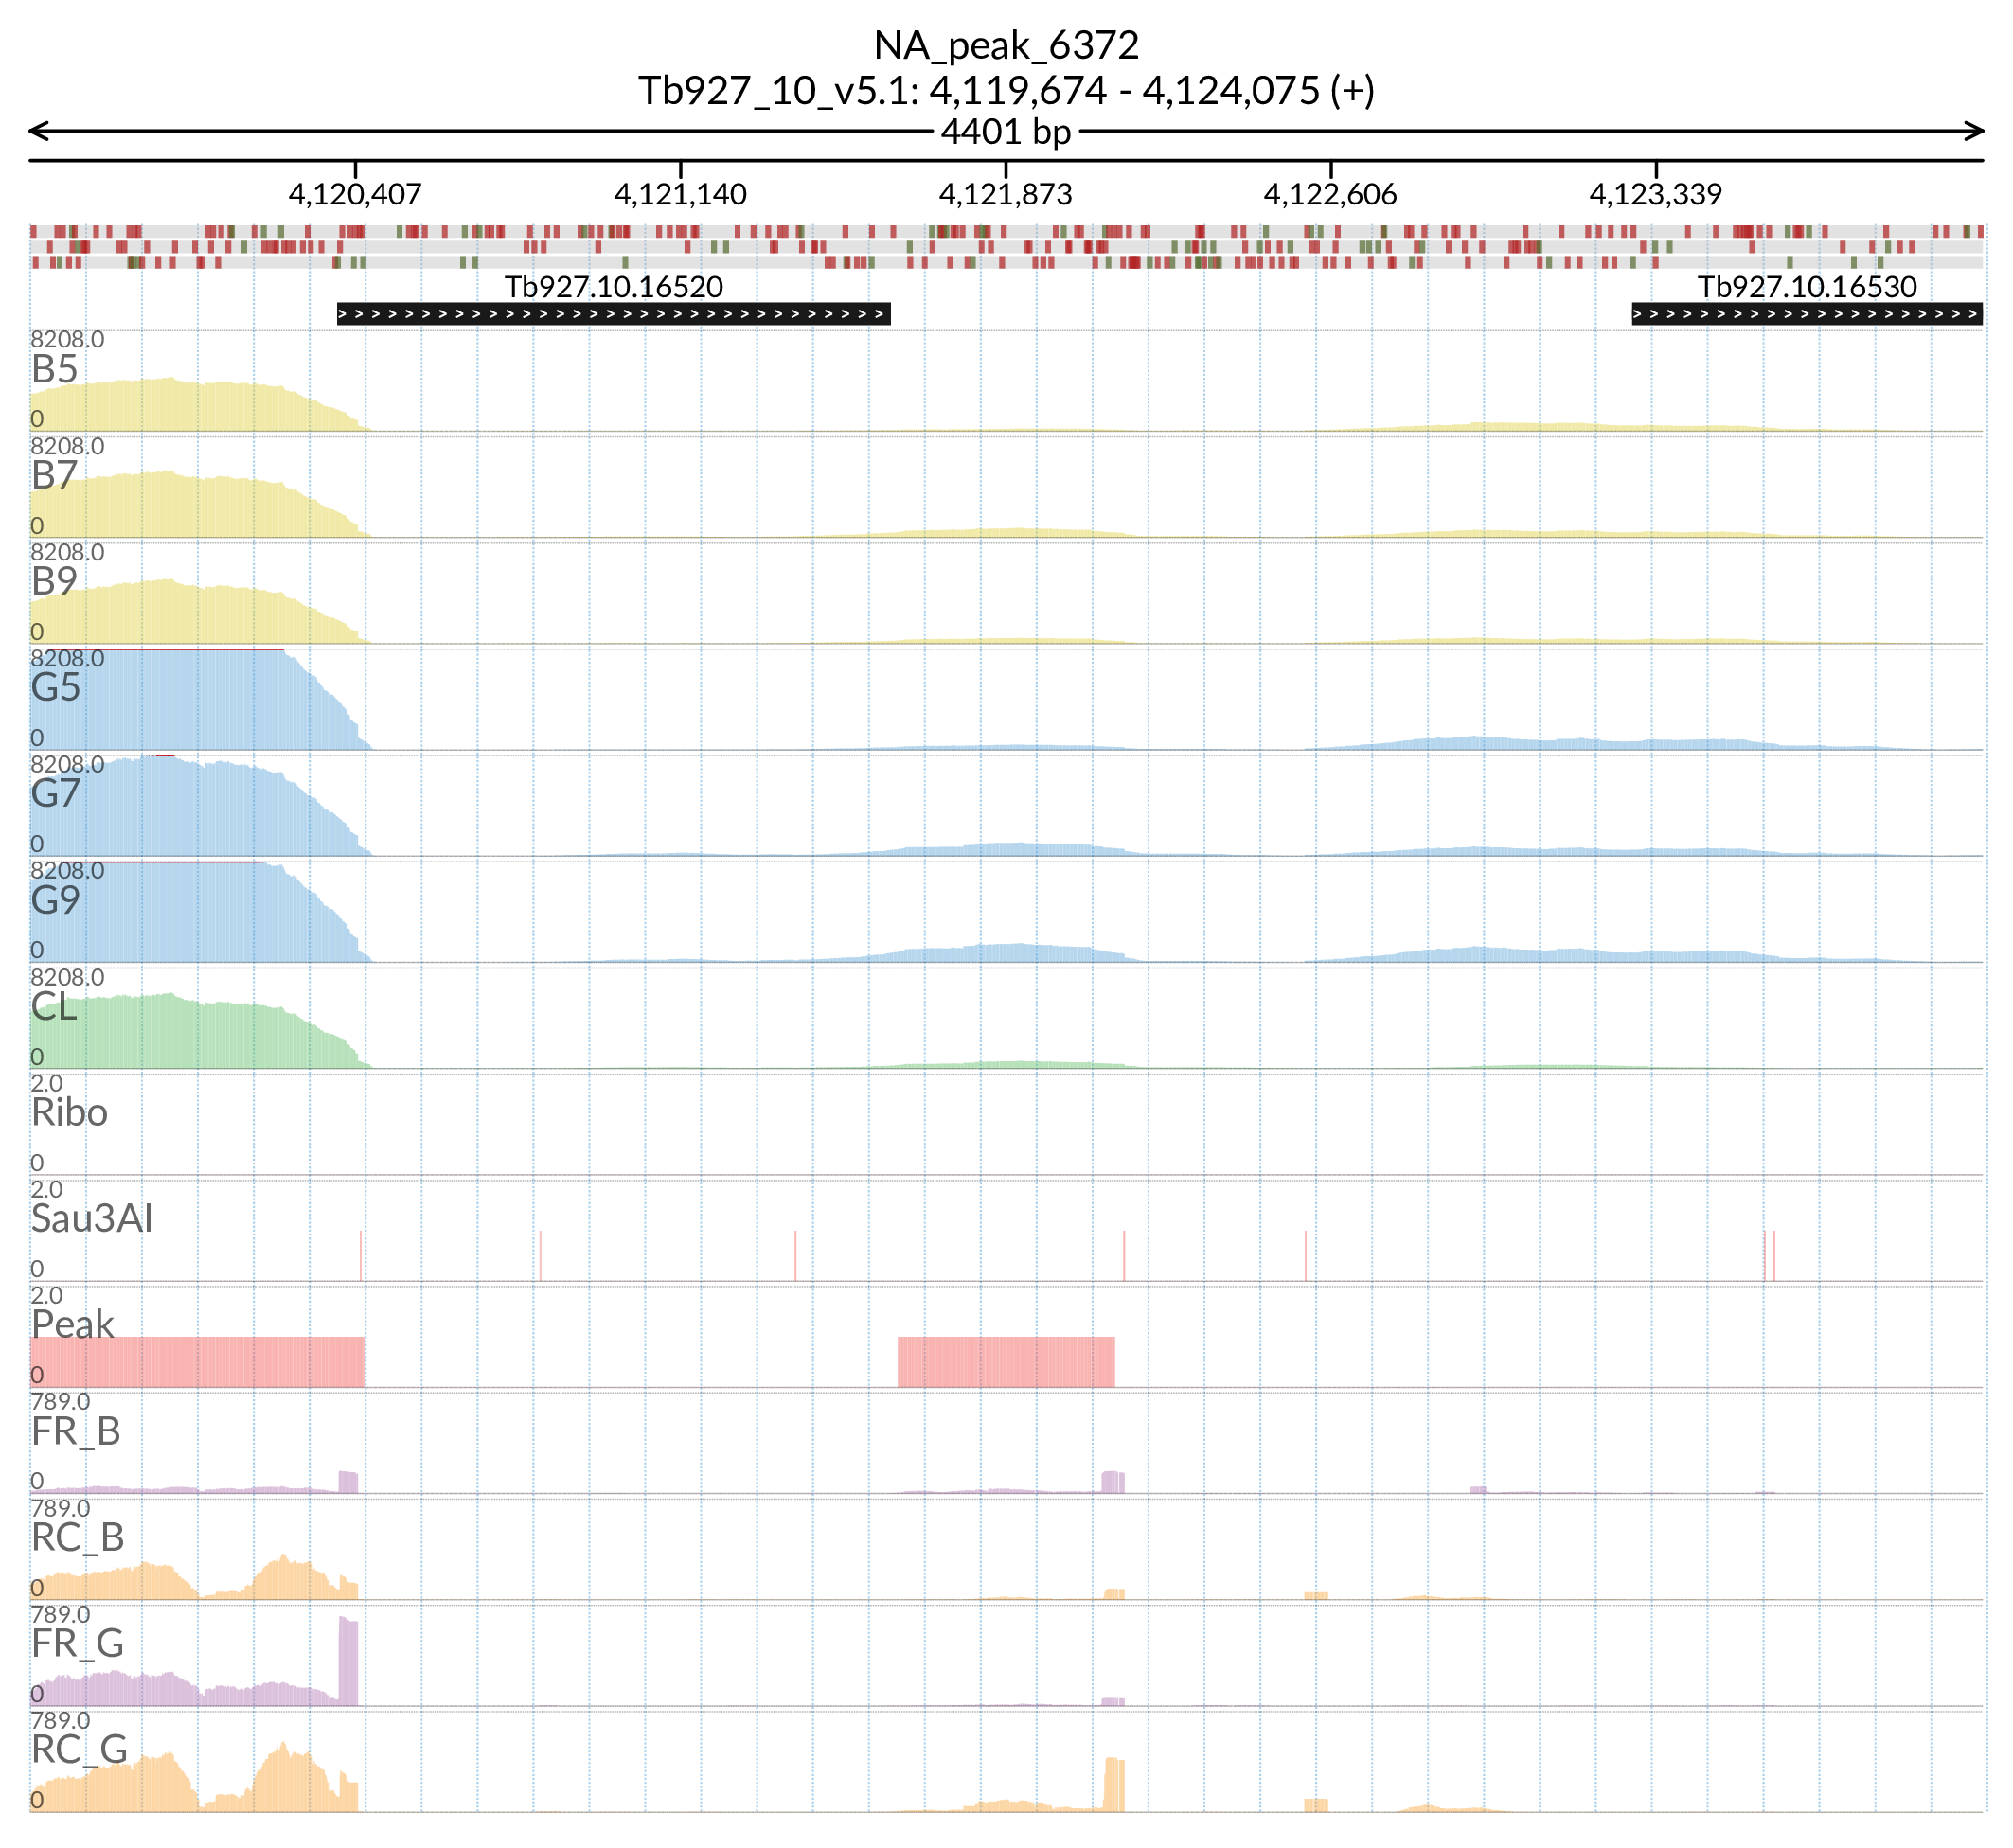 NA_peak_6372
Tb927_10_v5.1: 4,119,674 - 4,124,075 (+)
4401 bp
4,120,407 4,121,140 4,121,873 4,122,606 4,123,339
Tb927.10.16520 Tb927.10.16530
8208.0
B5
0
8208.0
B7
0
8208.0
B9
0
8208.0
G5
0
8208.0
G7
0
8208.0
G9
0
8208.0
CL
0
2.0
Ribo
0
2.0
Sau3AI
0
2.0
Peak
0
789.0
FR_B
0
789.0
RC_B
0
789.0
FR_G
0
789.0
RC_G
0